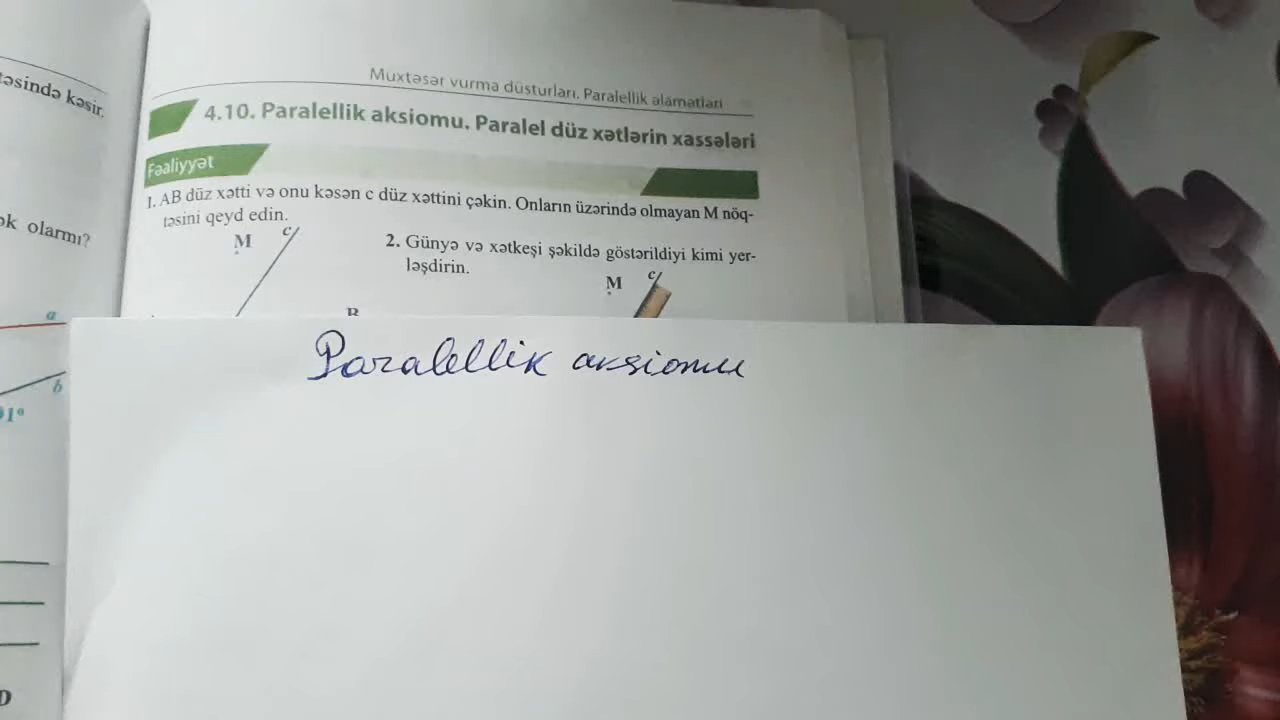 əsində kəsir.
ək olarmı?
a
b
91°
D
Muxtəsər vurma düsturları. Paralellik əlamətləri
4.10. Paralellik aksiomu. Paralel düz xətlərin xassələri
Fəaliyyət
1. AB düz xətti və onu kəsən c düz xəttini çəkin. Onların üzərində olmayan M nöq-
təsini qeyd edin.
M
c
2. Günyə və xətkeşi şəkildə göstərildiyi kimi yer-
ləşdirin.
M
c
B
Paralellik aksiomu